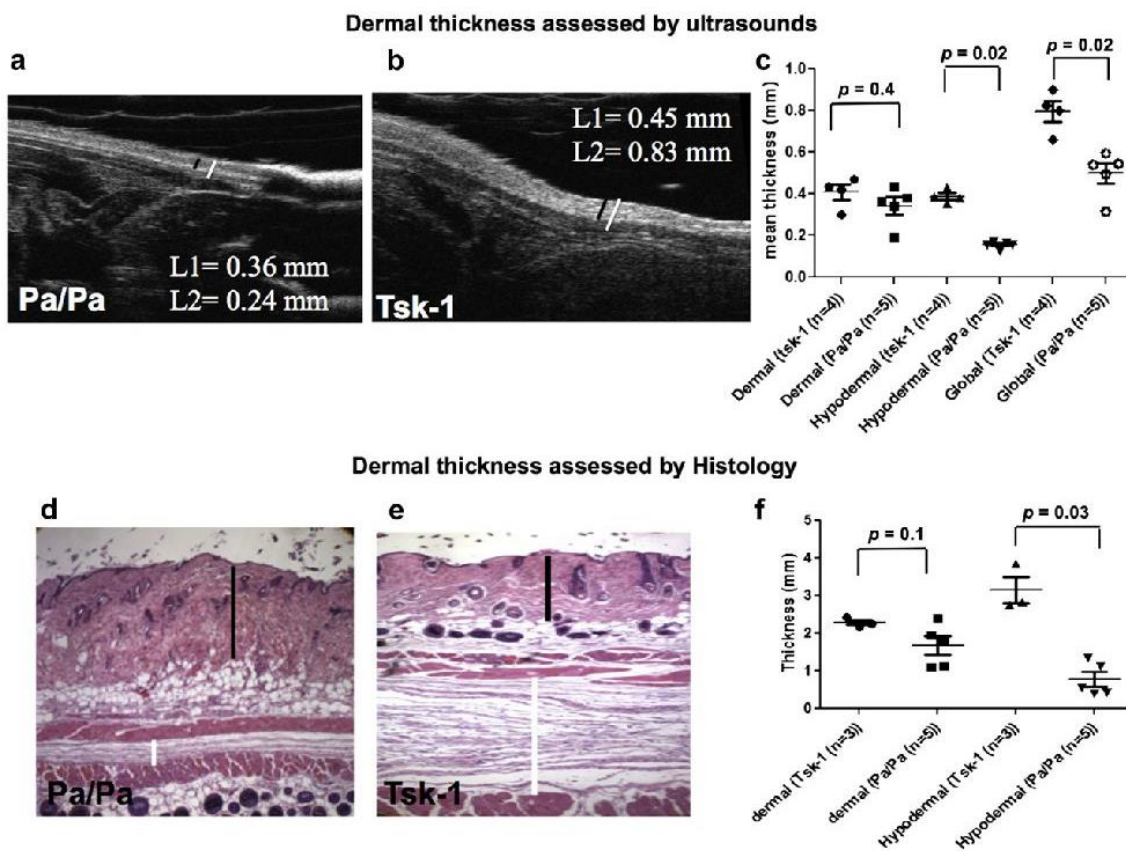 Dermal thickness assessed by ultrasounds
a
Pa/Pa
L1= 0.36 mm
L2= 0.24 mm
b
L1= 0.45 mm
L2= 0.83 mm
Tsk-1
c
mean thickness (mm)
1.0
0.8
0.6
0.4
0.2
0.0
p = 0.4
p = 0.02
p = 0.02
Dermal (tsk-1 (n=4)
Dermal (Pa/Pa (n=5)
Hypodermal (tsk-1 (n=4))
Hypodermal (Pa/Pa (n=5))
Global (Tsk-1 (n=4)
Global (Pa/Pa (n=5))
Dermal thickness assessed by Histology
d
Pa/Pa
e
Tsk-1
f
Thickness (mm)
5
4
3
2
1
0
p = 0.1
p = 0.03
dermal (Tsk-1 (n=3))
dermal (Pa/Pa (n=5))
Hypodermal (Tsk-1 (n=3))
Hypodermal (Pa/Pa (n=5))